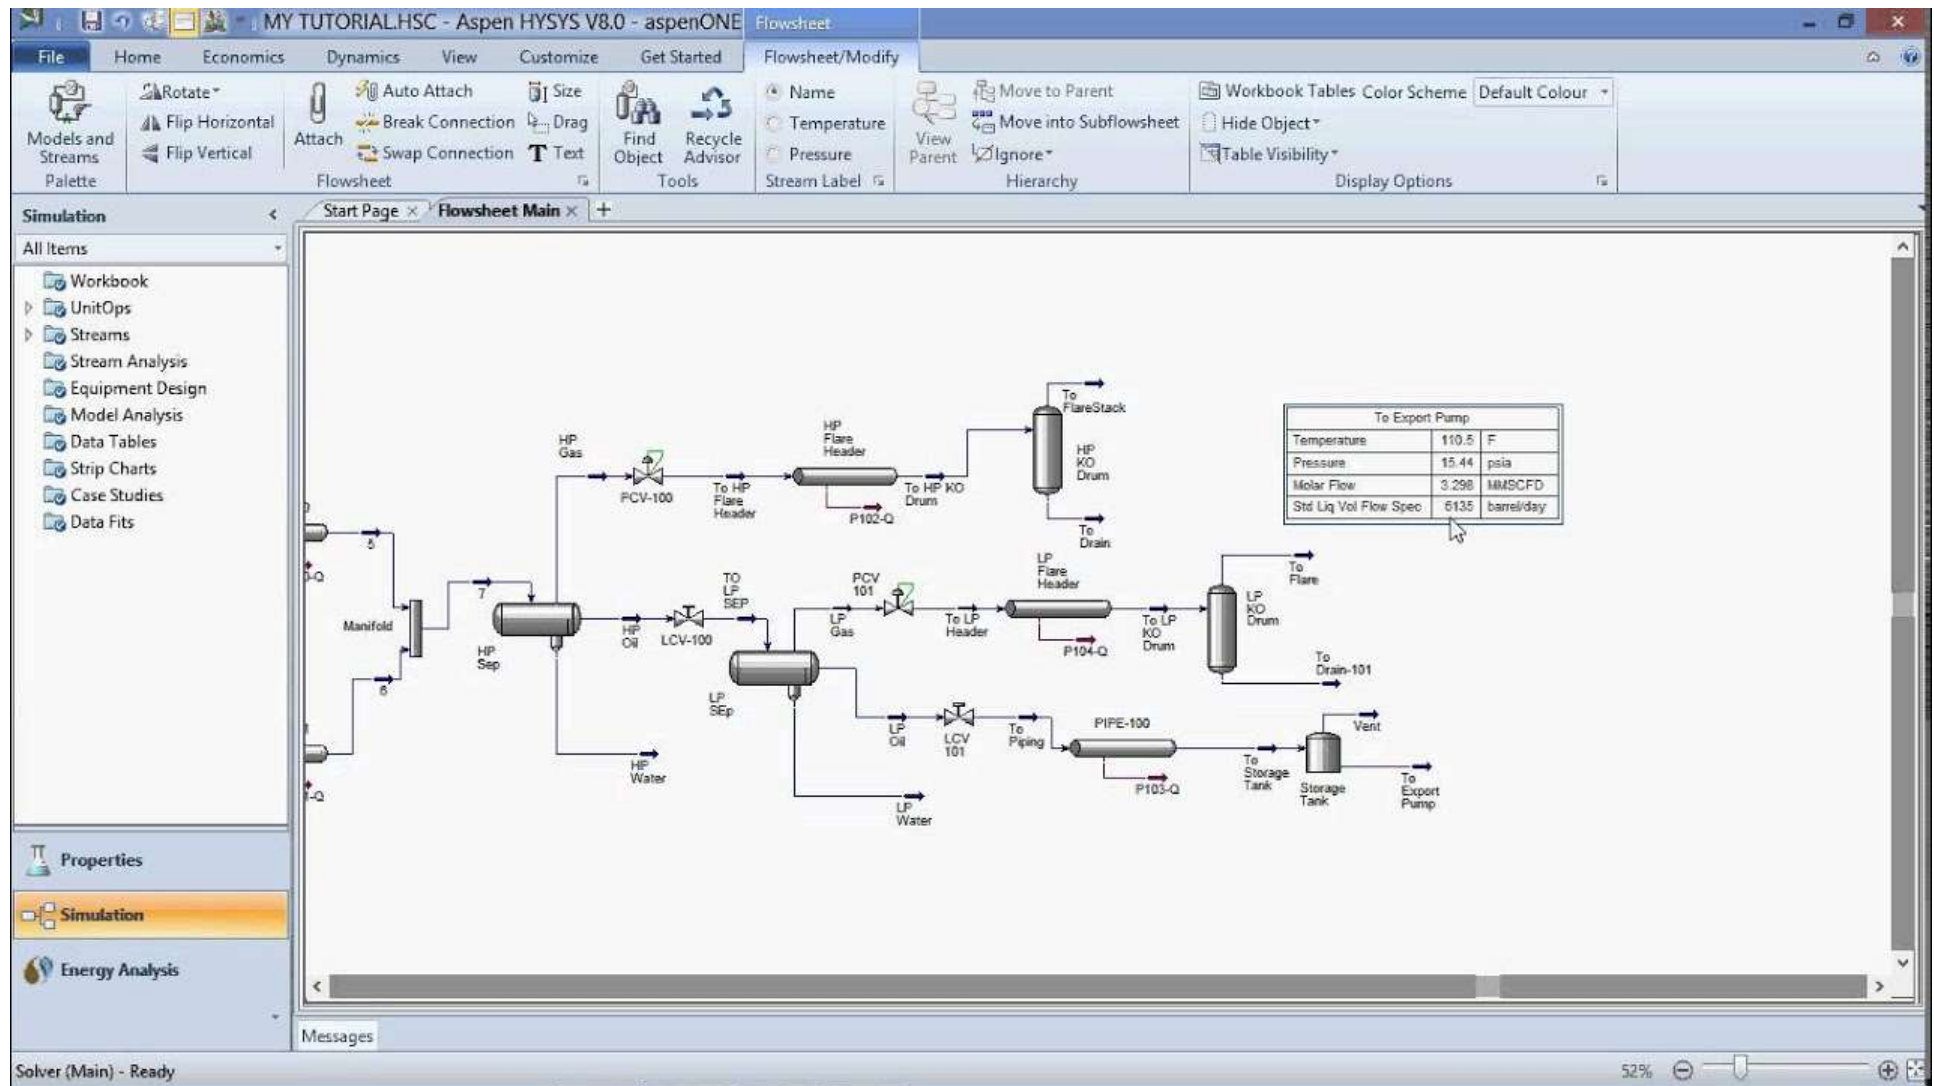 MY TUTORIAL.HSC - Aspen HYSYS V8.0 - aspenONE
Flowsheet
File
Home
Economics
Dynamics
View
Customize
Get Started
Flowsheet/Modify
Models and
Streams
Palette
Rotate
Flip Horizontal
Flip Vertical
Attach
Auto Attach
Break Connection
Swap Connection
Size
Drag
Text
Flowsheet
Find
Object
Recycle
Advisor
Tools
Name
Temperature
Pressure
Stream Label
View
Parent
Move to Parent
Move into Subflowsheet
Ignore
Hierarchy
Workbook Tables
Color Scheme
Default Colour
Hide Object
Table Visibility
Display Options
Simulation
All Items
Workbook
UnitOps
Streams
Stream Analysis
Equipment Design
Model Analysis
Data Tables
Strip Charts
Case Studies
Data Fits
Properties
Simulation
Energy Analysis
Start Page
Flowsheet Main
To
FlareStack
HP
KO
Drum
To
Drain
HP
Flare
Header
HP
Gas
PCV-100
To HP
Flare
Header
P102-Q
To HP KO
Drum
To Export Pump
Temperature 110.5 F
Pressure 15.44 psia
Molar Flow 3.298 MMSCFD
Std Liq Vol Flow Spec 6135 barrel/day
5
-Q
Manifold
6
7
HP
Sep
HP
Oil
LCV-100
TO
LP
SEP
LP
SEp
PCV
101
LP
Gas
To LP
Header
LP
Flare
Header
P104-Q
To LP
KO
Drum
LP
KO
Drum
To
Flare
To
Drain-101
LP
Oil
LCV
101
To
Piping
PIPE-100
P103-Q
To
Storage
Tank
Storage
Tank
Vent
To
Export
Pump
HP
Water
LP
Water
1-Q
Messages
Solver (Main) - Ready
52%